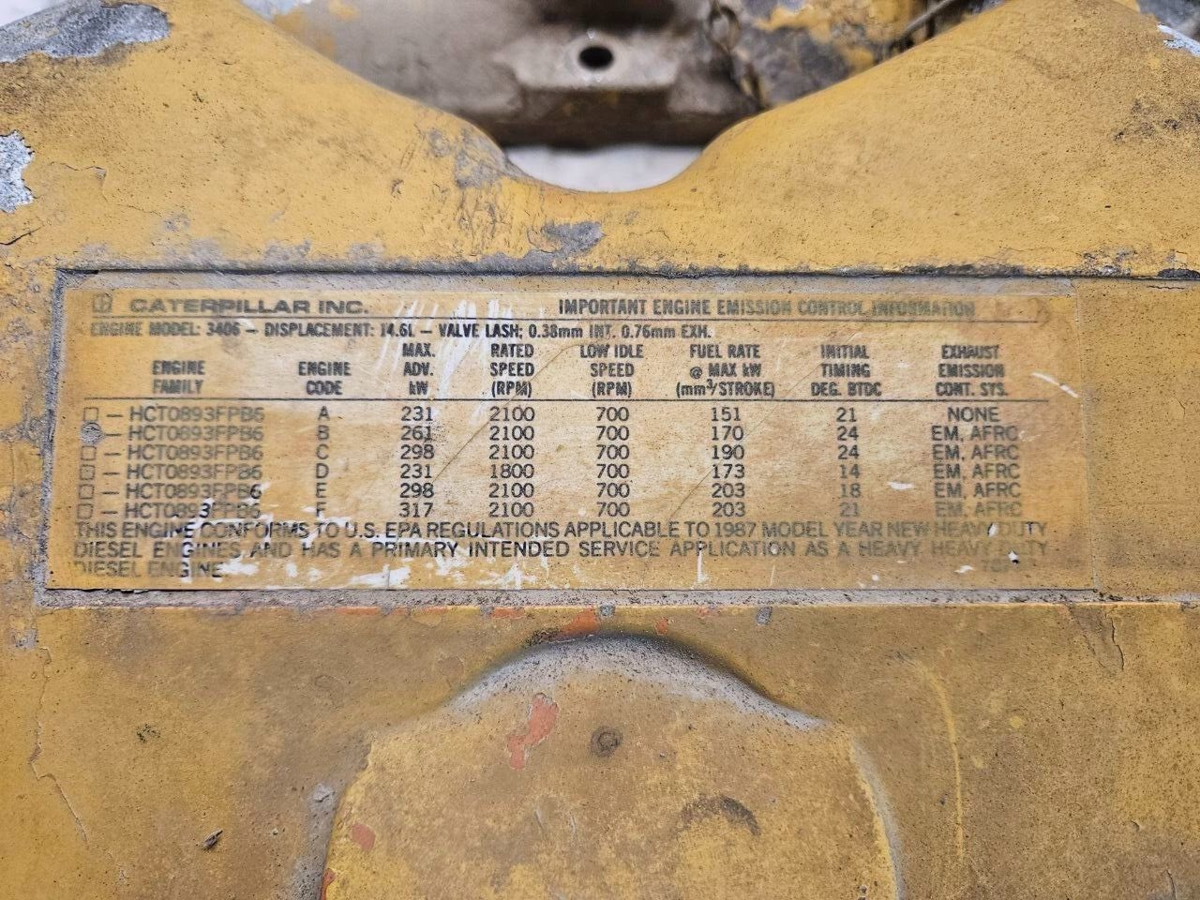 CATERPILLAR INC. IMPORTANT ENGINE EMISSION CONTROL INFORMATION
ENGINE MODEL: 3406 — DISPLACEMENT: 14.6L — VALVE LASH; 0.38mm INT. 0.76mm EXH.
ENGINE FAMILY ENGINE CODE MAX. ADV. kW RATED SPEED (RPM) LOW IDLE SPEED (RPM) FUEL RATE @ MAX kW (mm³/STROKE) INITIAL TIMING DEG. BTDC EXHAUST EMISSION CONT. SYS.
□ — HCT0893FPB6 A 231 2100 700 151 21 NONE
□ — HCT0893FPB6 B 261 2100 700 170 24 EM, AFRC
□ — HCT0893FPB6 C 298 2100 700 190 24 EM, AFRC
□ — HCT0893FPB6 D 231 1800 700 173 14 EM, AFRC
□ — HCT0893FPB6 E 298 2100 700 203 18 EM, AFRC
□ — HCT0893FPB6 F 317 2100 700 203 21 EM, AFRC
THIS ENGINE CONFORMS TO U.S. EPA REGULATIONS APPLICABLE TO 1987 MODEL YEAR NEW HEAVY DUTY
DIESEL ENGINES AND HAS A PRIMARY INTENDED SERVICE APPLICATION AS A HEAVY HEAVY DUTY
DIESEL ENGINE